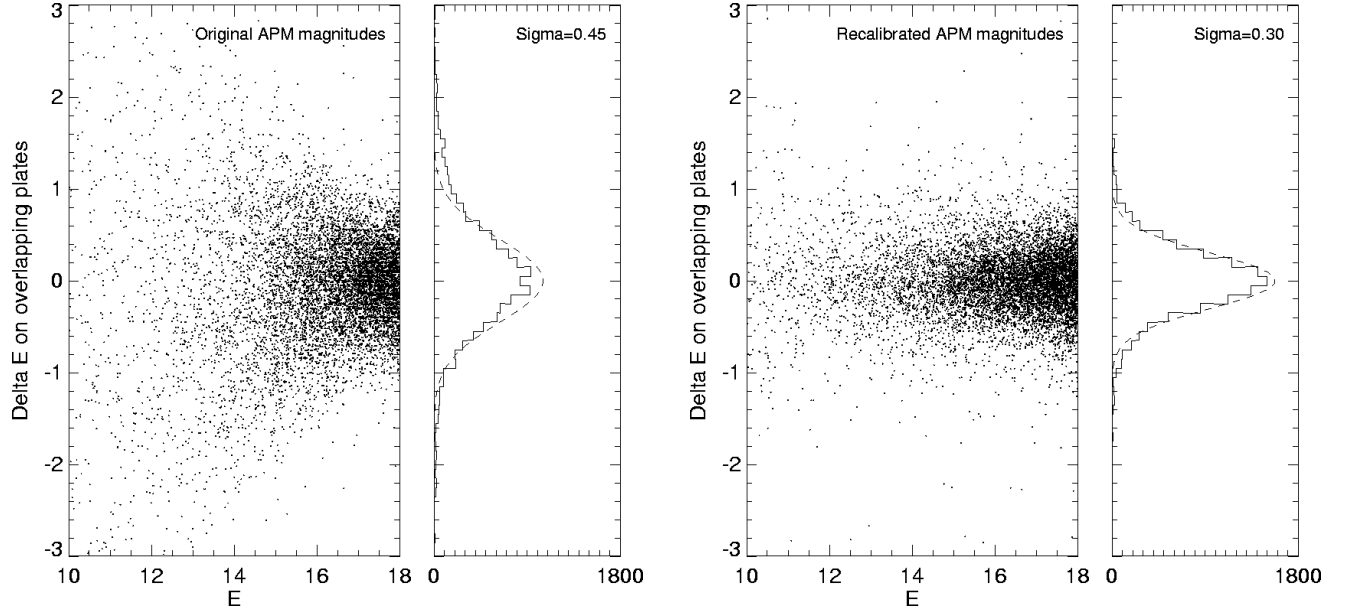 Original APM magnitudes
Sigma=0.45
3
2
1
0
-1
-2
-3
Delta E on overlapping plates
10 12 14 16 18
E
0 1800
Recalibrated APM magnitudes
Sigma=0.30
3
2
1
0
-1
-2
-3
Delta E on overlapping plates
10 12 14 16 18
E
0 1800